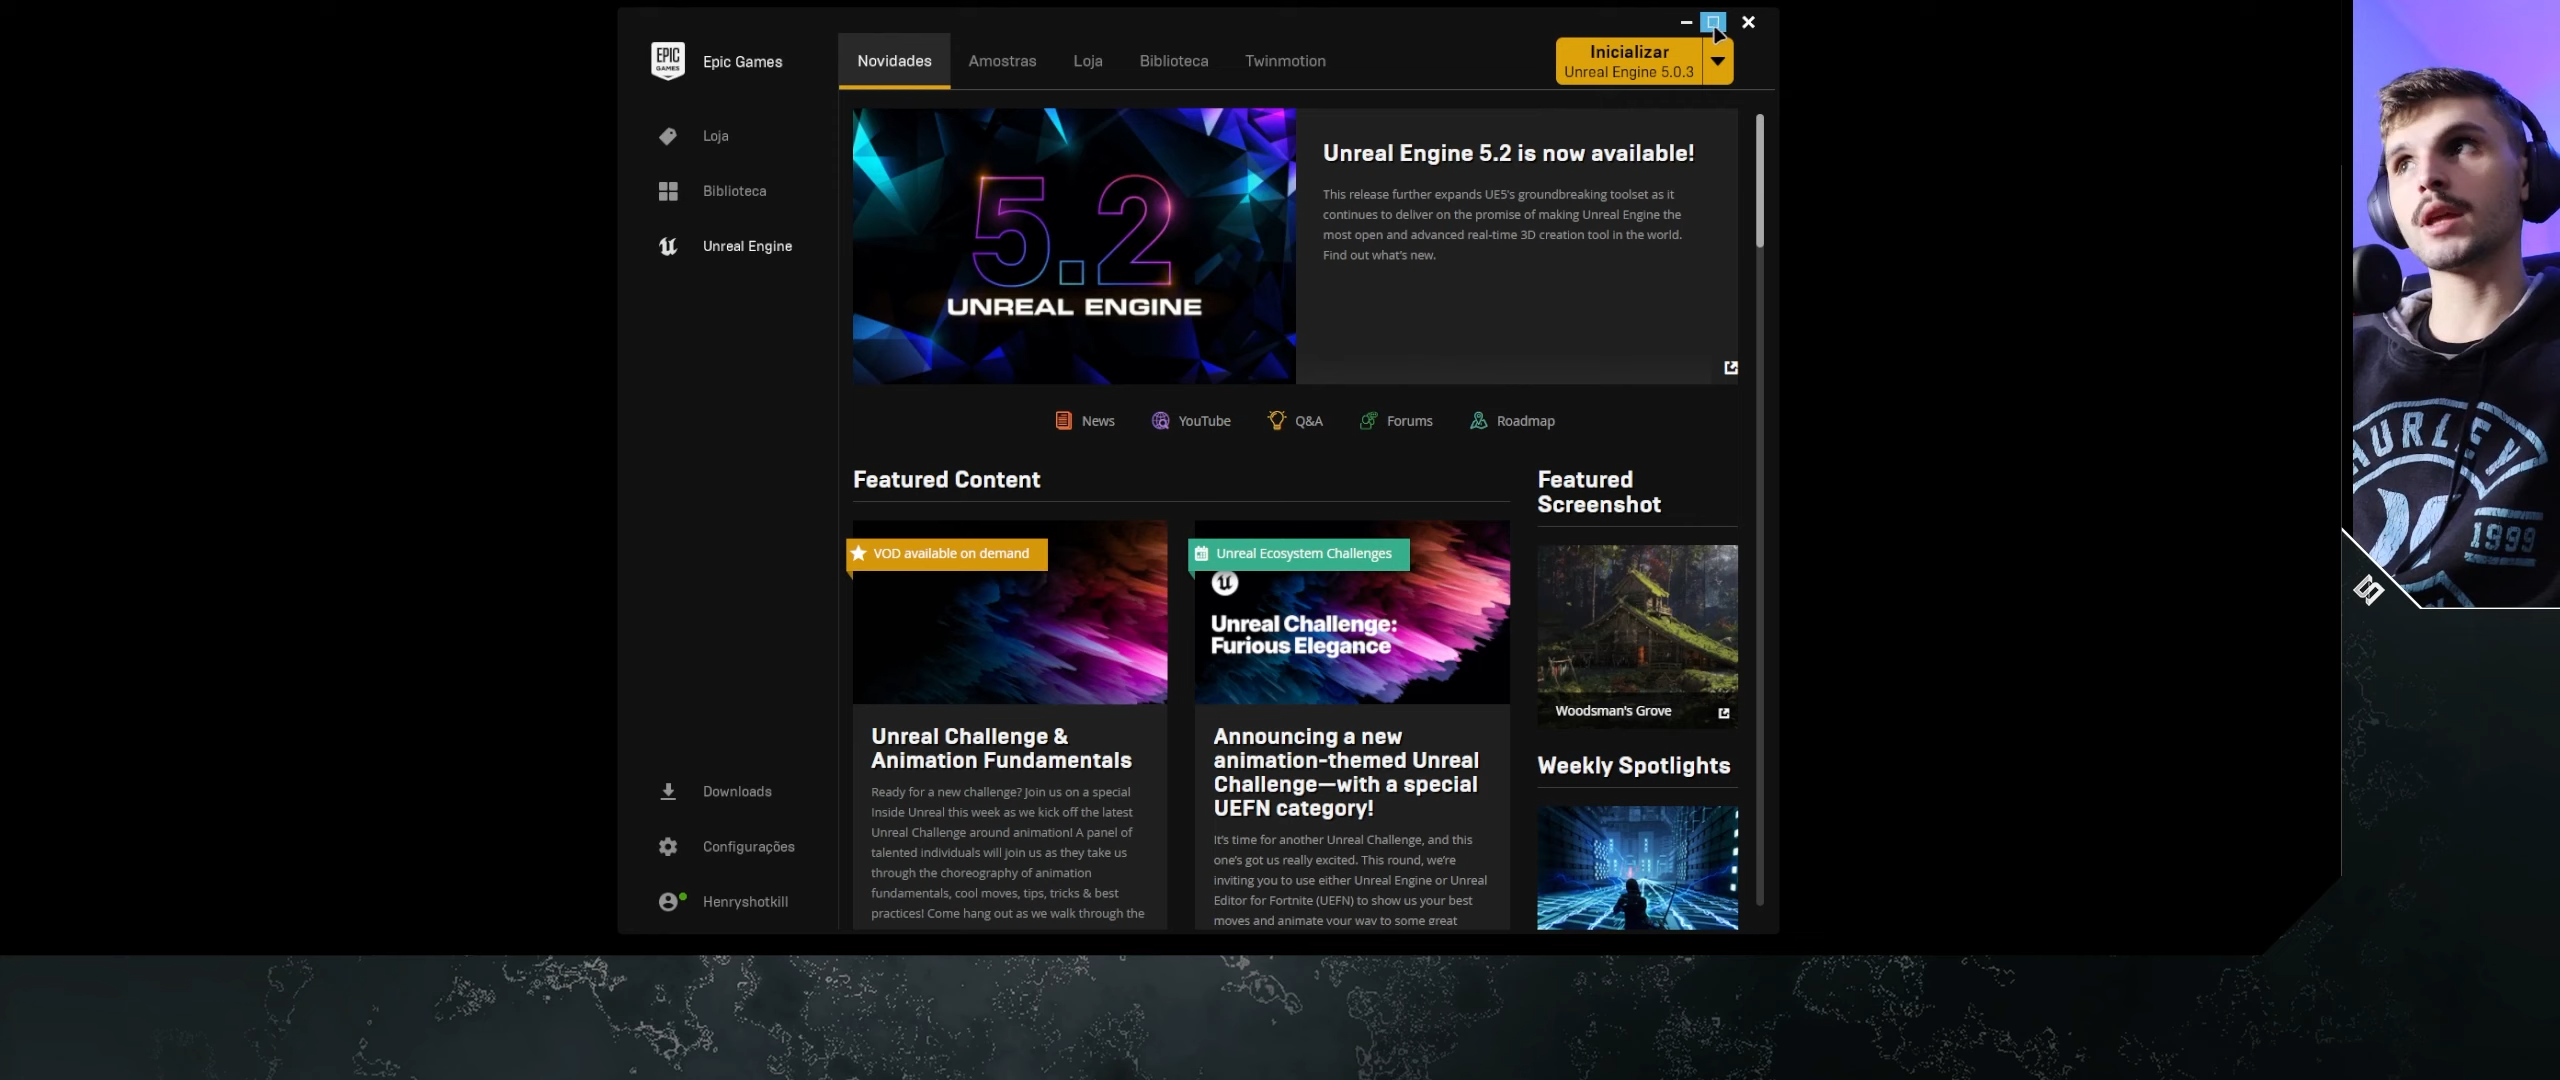 EPIC
GAMES
Epic Games
Loja
Biblioteca
Unreal Engine
Downloads
Configurações
Henryshotkill
Novidades
Amostras
Loja
Biblioteca
Twinmotion
Inicializar
Unreal Engine 5.0.3
5.2
UNREAL ENGINE
Unreal Engine 5.2 is now available!
This release further expands UE5's groundbreaking toolset as it
continues to deliver on the promise of making Unreal Engine the
most open and advanced real-time 3D creation tool in the world.
Find out what's new.
News
YouTube
Q&A
Forums
Roadmap
Featured Content
VOD available on demand
Unreal Challenge &
Animation Fundamentals
Ready for a new challenge? Join us on a special
Inside Unreal this week as we kick off the latest
Unreal Challenge around animation! A panel of
talented individuals will join us as they take us
through the choreography of animation
fundamentals, cool moves, tips, tricks & best
practices! Come hang out as we walk through the
Unreal Ecosystem Challenges
Unreal Challenge:
Furious Elegance
Announcing a new
animation-themed Unreal
Challenge—with a special
UEFN category!
It's time for another Unreal Challenge, and this
one's got us really excited. This round, we're
inviting you to use either Unreal Engine or Unreal
Editor for Fortnite (UEFN) to show us your best
moves and animate your way to some great
Featured
Screenshot
Woodsman's Grove
Weekly Spotlights
HURLEY
1999